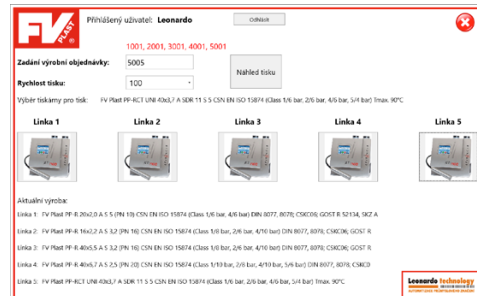 FV PLAST
Přihlášený uživatel: Leonardo
Odhlásit
1001, 2001, 3001, 4001, 5001
Zadání výrobní objednávky: 5005
Náhled tisku
Rychlost tisku: 100
Výběr tiskárny pro tisk: FV Plast PP-RCT UNI 40x3,7 A SDR 11 S 5 CSN EN ISO 15874 (Class 1/6 bar, 2/6 bar, 4/6 bar, 5/4 bar) Tmax. 90°C
Linka 1 Linka 2 Linka 3 Linka 4 Linka 5
Aktuální výroba:
Linka 1: FV Plast PP-R 20x2,0 A S 5 (PN 10) CSN EN ISO 15874 (Class 1/6 bar, 4/6 bar) DIN 8077, 8078; CSKC06; GOST R 52134, SKZ A
Linka 2: FV Plast PP-R 16x2,2 A S 3,2 (PN 16) CSN EN ISO 15874 (Class 1/8 bar, 2/6 bar, 4/10 bar) DIN 8077, 8078; CSKC06; GOST R
Linka 3: FV Plast PP-R 40x5,5 A S 3,2 (PN 16) CSN EN ISO 15874 (Class 1/8 bar, 2/6 bar, 4/10 bar) DIN 8077, 8078; CSKC06; GOST R
Linka 4: FV Plast PP-R 40x6,7 A S 2,5 (PN 20) CSN EN ISO 15874 (Class 1/10 bar, 2/8 bar, 4/10 bar, 5/6 bar) DIN 8077, 8078; CSKC0
Linka 5: FV Plast PP-RCT UNI 40x3,7 A SDR 11 S 5 CSN EN ISO 15874 (Class 1/6 bar, 2/6 bar, 4/6 bar, 5/4 bar) Tmax. 90°C
Leonardo technology